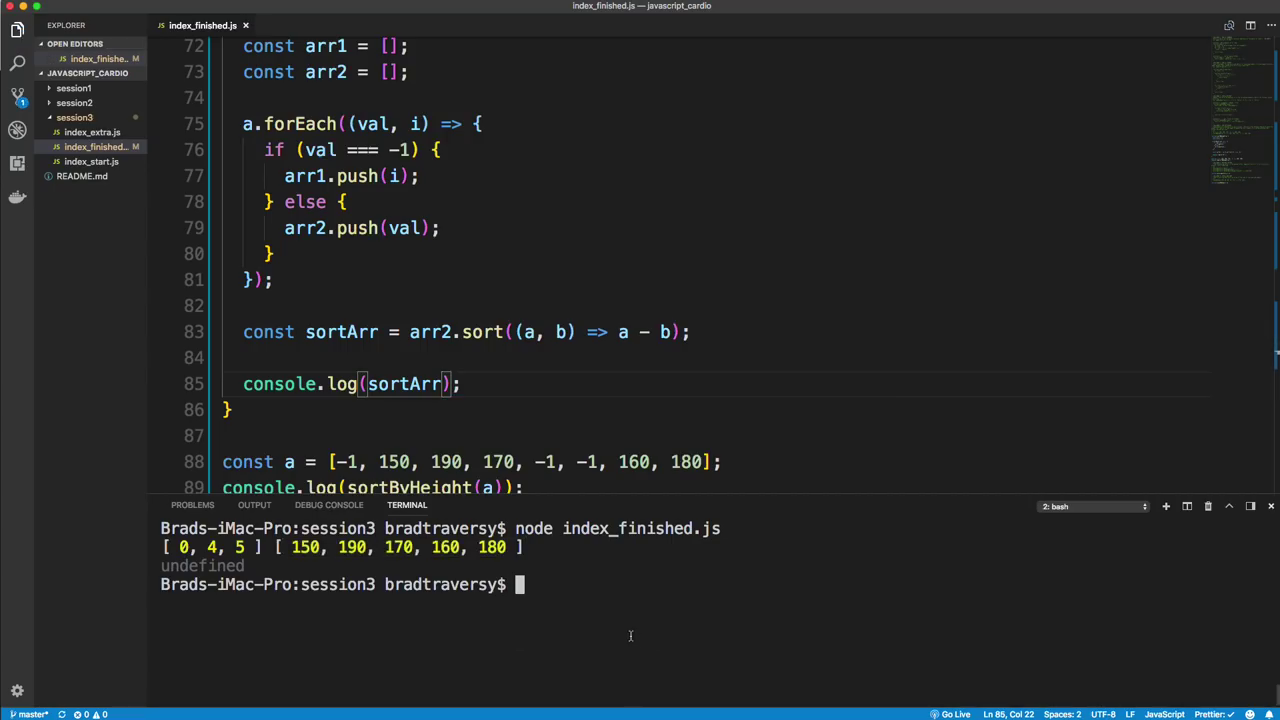 index_finished.js — javascript_cardio
EXPLORER
index_finished.js ×
OPEN EDITORS
index_finishe.. M
JAVASCRIPT_CARDIO
session1
session2
session3
index_extra.js
index_finished... M
index_start.js
README.md
1
72 const arr1 = [];
73 const arr2 = [];
74
75 a.forEach((val, i) => {
76 if (val === -1) {
77 arr1.push(i);
78 } else {
79 arr2.push(val);
80 }
81 });
82
83 const sortArr = arr2.sort((a, b) => a - b);
84
85 console.log(sortArr);
86 }
87
88 const a = [-1, 150, 190, 170, -1, -1, 160, 180];
89 console.log(sortByHeight(a));
PROBLEMS OUTPUT DEBUG CONSOLE TERMINAL 2: bash
Brads-iMac-Pro:session3 bradtraversy$ node index_finished.js
[ 0, 4, 5 ] [ 150, 190, 170, 160, 180 ]
undefined
Brads-iMac-Pro:session3 bradtraversy$
master* 0 0 Go Live Ln 85, Col 22 Spaces: 2 UTF-8 LF JavaScript Prettier: ✓